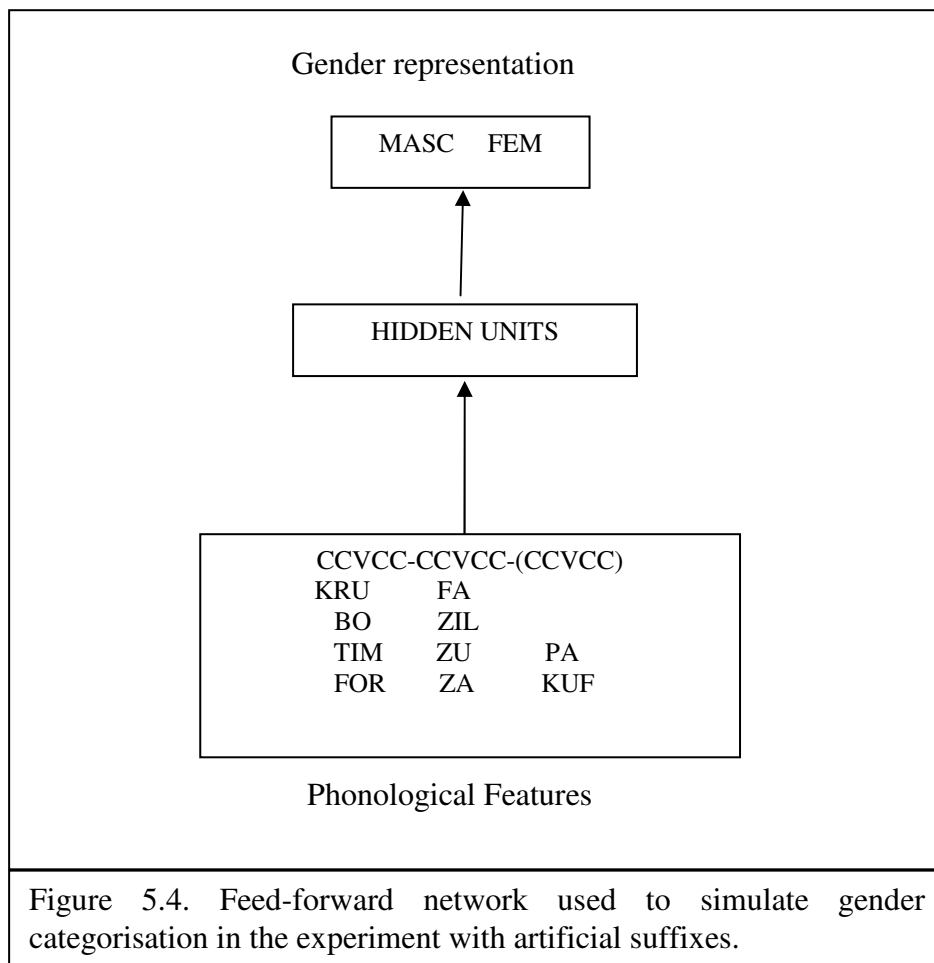 Gender representation
MASC FEM
HIDDEN UNITS
CCVCC-CCVCC-(CCVCC)
KRU FA
BO ZIL
TIM ZU PA
FOR ZA KUF
Phonological Features
Figure 5.4. Feed-forward network used to simulate gender
categorisation in the experiment with artificial suffixes.